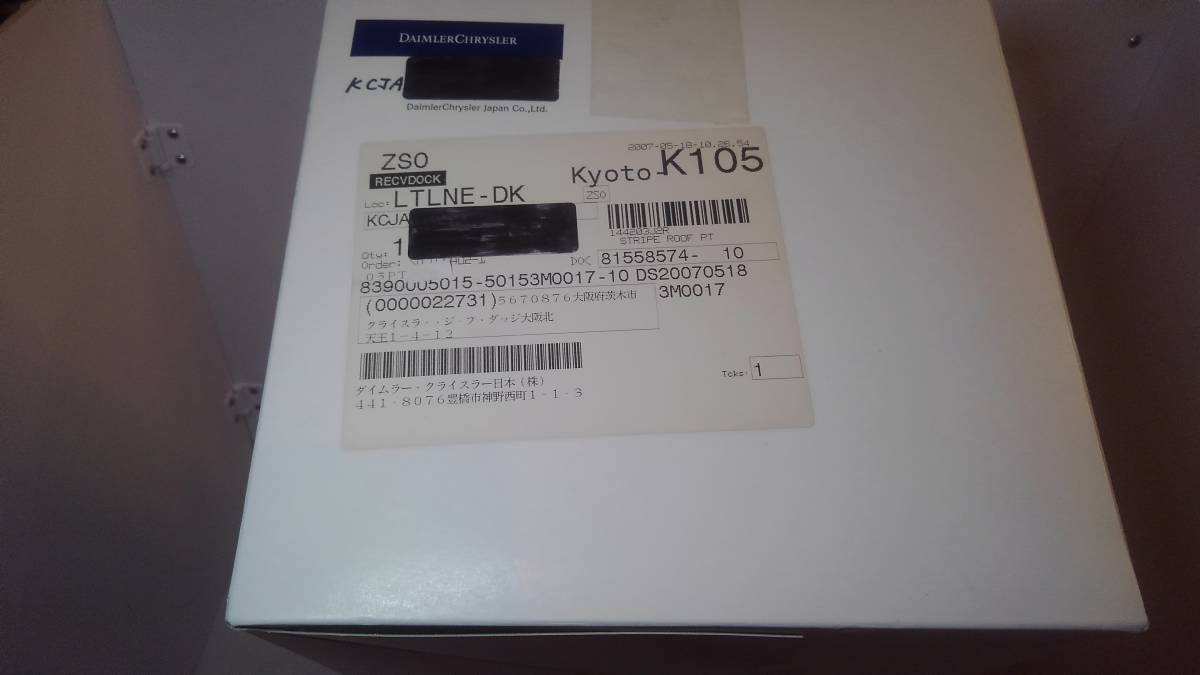 DAIMLERCHRYSLER
KCJA
DaimlerChrysler Japan Co.,Ltd.
2007-05-18-10.26.54
ZSO
Kyoto-K105
RECVDOCK
Loc: LTLNE-DK
ZSO
KCJA
144203J2R
STRIPE ROOF PT
Qty: 1
Order:
DOC 81558574- 10
03PT
8390005015-50153M0017-10 DS20070518
(0000022731)5670876大阪府茨木市
3M0017
クライスラー・ジープ・ダッジ大阪北
天王1-4-12
Toks: 1
ダイムラー・クライスラー日本(株)
441-8076豊橋市神野西町1-1-3